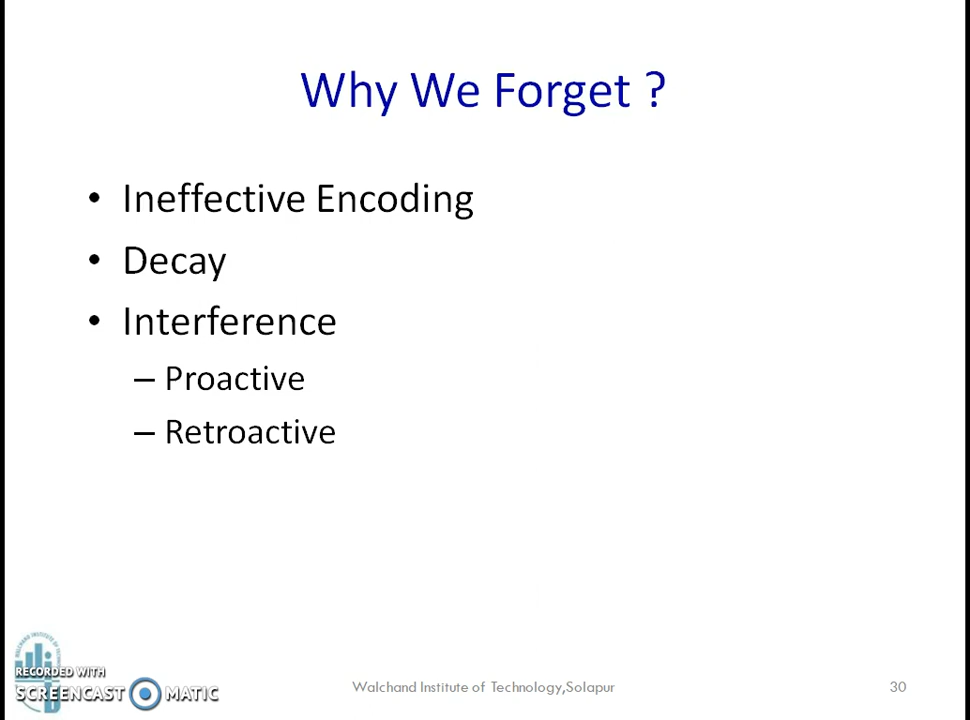 Why We Forget ?
• Ineffective Encoding
• Decay
• Interference
– Proactive
– Retroactive
RECORDED WITH
SCREENCAST MATIC
Walchand Institute of Technology,Solapur
30